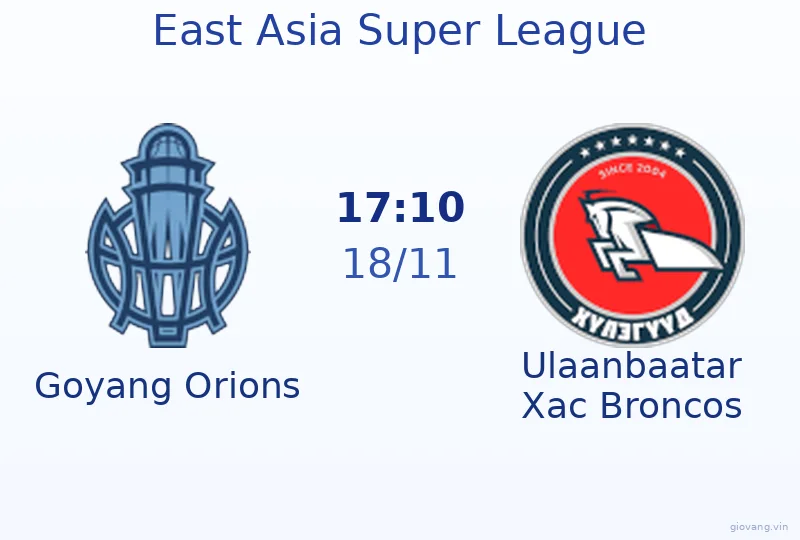 East Asia Super League
SINCE 2004
17:10
18/11
ХҮЛЭГҮҮД
Goyang Orions
Ulaanbaatar
Xac Broncos
giovang.vin